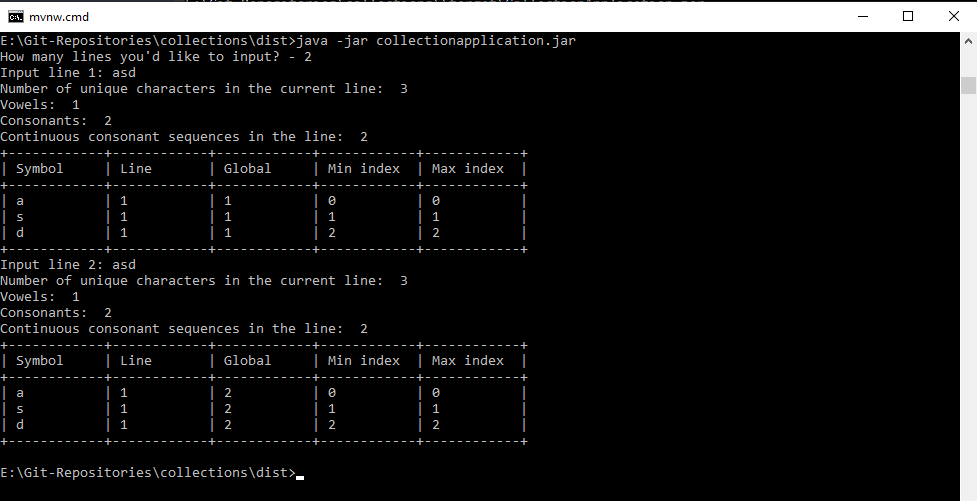 mvnw.cmd
E:\Git-Repositories\collections\dist>java -jar collectionapplication.jar
How many lines you'd like to input? - 2
Input line 1: asd
Number of unique characters in the current line:  3
Vowels:  1
Consonants:  2
Continuous consonant sequences in the line:  2
+------------+------------+------------+------------+------------+
| Symbol     | Line       | Global     | Min index  | Max index  |
+------------+------------+------------+------------+------------+
| a          | 1          | 1          | 0          | 0          |
| s          | 1          | 1          | 1          | 1          |
| d          | 1          | 1          | 2          | 2          |
+------------+------------+------------+------------+------------+
Input line 2: asd
Number of unique characters in the current line:  3
Vowels:  1
Consonants:  2
Continuous consonant sequences in the line:  2
+------------+------------+------------+------------+------------+
| Symbol     | Line       | Global     | Min index  | Max index  |
+------------+------------+------------+------------+------------+
| a          | 1          | 2          | 0          | 0          |
| s          | 1          | 2          | 1          | 1          |
| d          | 1          | 2          | 2          | 2          |
+------------+------------+------------+------------+------------+
E:\Git-Repositories\collections\dist>